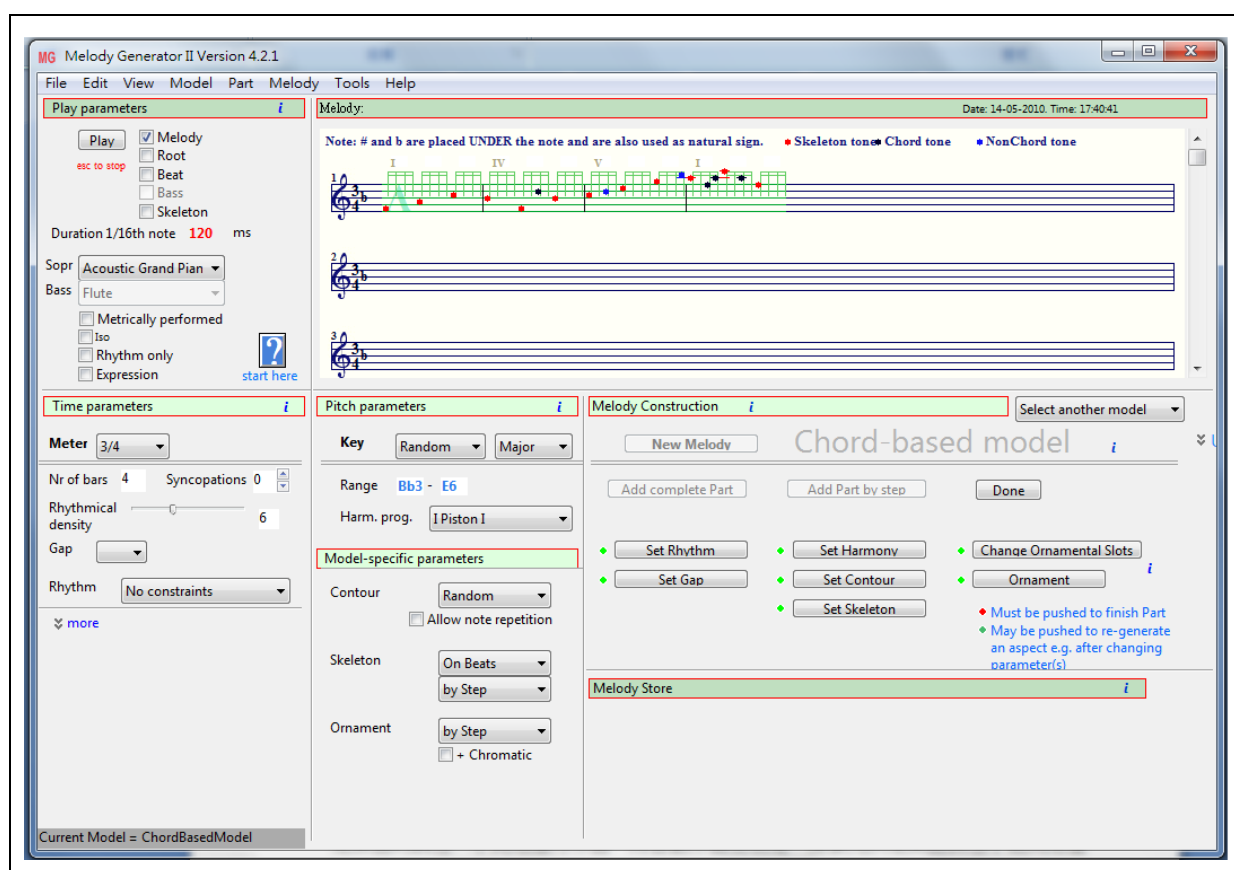 MG Melody Generator II Version 4.2.1
File Edit View Model Part Melody Tools Help
Play parameters i
Play Melody
esc to stop Root
Beat
Bass
Skeleton
Duration 1/16th note 120 ms
Sopr Acoustic Grand Pian
Bass Flute
Metrically performed
Iso
Rhythm only
Expression
? start here
Melody: Date: 14-05-2010. Time: 17:40:41
Note: # and b are placed UNDER the note and are also used as natural sign. Skeleton tone Chord tone NonChord tone
I IV V I
1 3 4 b
2 3 4 b
3 3 4 b
Time parameters i
Meter 3/4
Nr of bars 4 Syncopations 0
Rhythmical
density 6
Gap
Rhythm No constraints
more
Current Model = ChordBasedModel
Pitch parameters i
Key Random Major
Range Bb3 - E6
Harm. prog. I Piston I
Model-specific parameters
Contour Random
Allow note repetition
Skeleton On Beats
by Step
Ornament by Step
+ Chromatic
Melody Construction i Select another model
New Melody Chord-based model i
Add complete Part Add Part by step Done
Set Rhythm Set Harmony Change Ornamental Slots
i
Set Gap Set Contour Ornament
Set Skeleton
Must be pushed to finish Part
May be pushed to re-generate
an aspect e.g. after changing
parameter(s)
Melody Store i